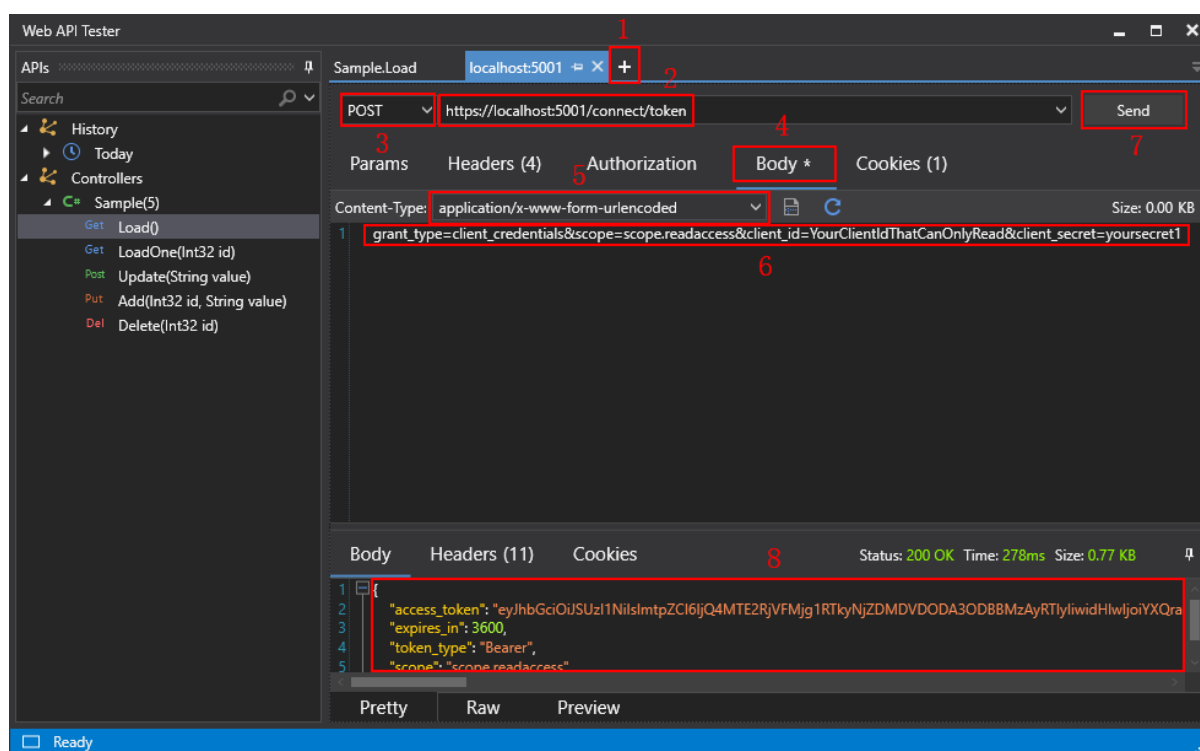 Web API Tester
1
APIs
Sample.Load
localhost:5001
+
2
Search
POST
https://localhost:5001/connect/token
Send
3
4
7
History
Today
Controllers
Params
Headers (4)
Authorization
Body *
Cookies (1)
5
C# Sample(5)
Content-Type:
application/x-www-form-urlencoded
Size: 0.00 KB
Get Load()
Get LoadOne(Int32 id)
Post Update(String value)
Put Add(Int32 id, String value)
Del Delete(Int32 id)
1 grant_type=client_credentials&scope=scope.readaccess&client_id=YourClientIdThatCanOnlyRead&client_secret=yoursecret1
6
Body
Headers (11)
Cookies
8
Status: 200 OK Time: 278ms Size: 0.77 KB
1 {
2 "access_token":
3 "expires_in": 3600,
4 "token_type": "Bearer",
5 "scope": "scope.readaccess"
Pretty
Raw
Preview
Ready